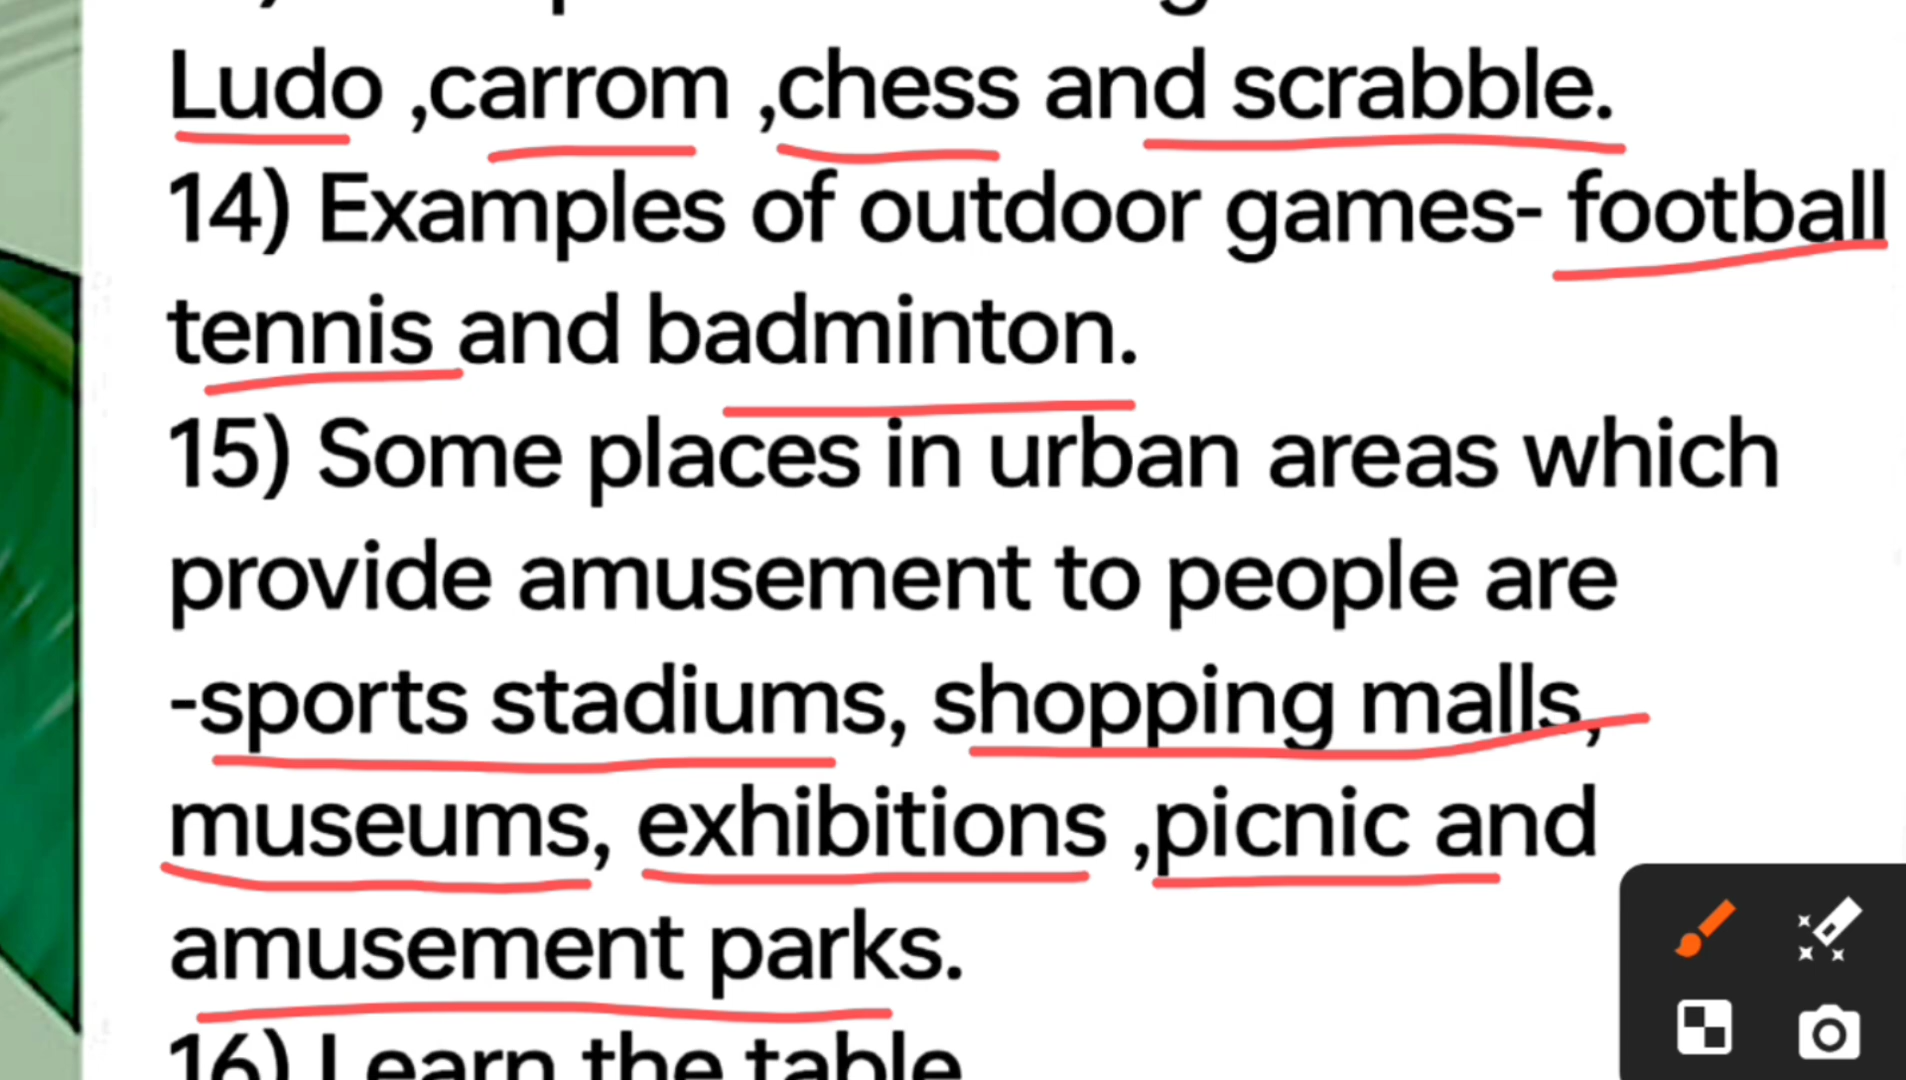 Ludo ,carrom ,chess and scrabble.
14) Examples of outdoor games- football
tennis and badminton.
15) Some places in urban areas which
provide amusement to people are
-sports stadiums, shopping malls,
museums, exhibitions ,picnic and
amusement parks.
16) Learn the table